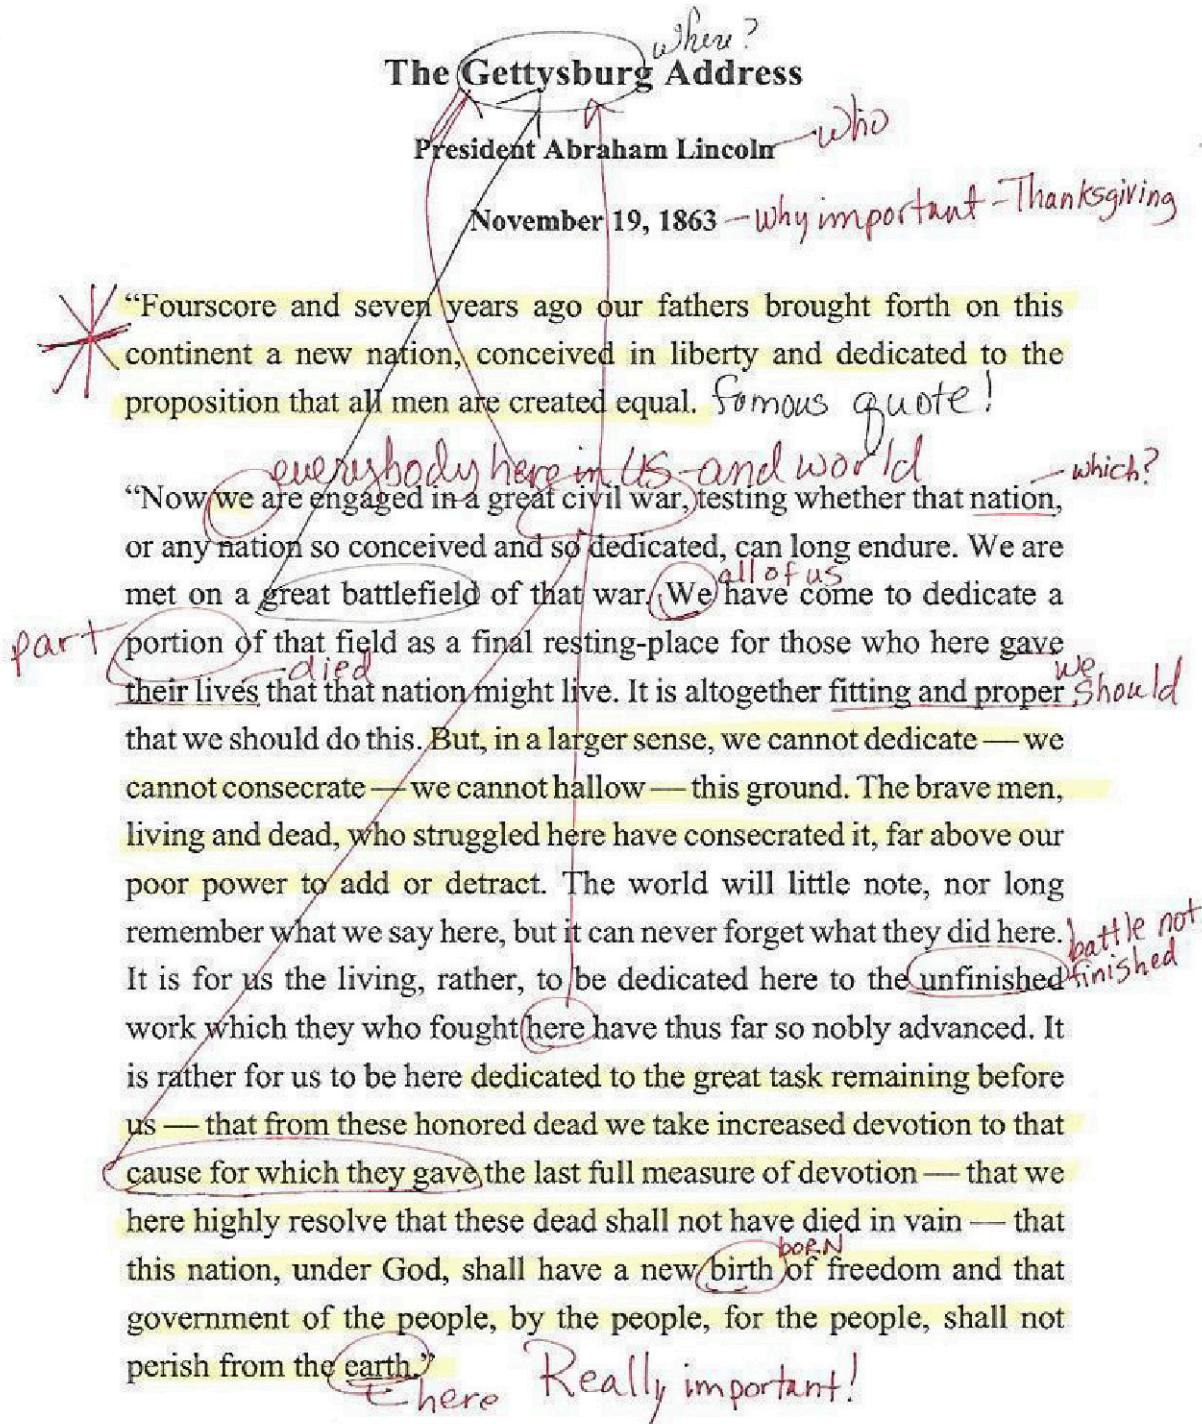 where?
The Gettysburg Address
President Abraham Lincoln who
November 19, 1863 – why important – Thanksgiving
“Fourscore and seven years ago our fathers brought forth on this
continent a new nation, conceived in liberty and dedicated to the
proposition that all men are created equal. famous quote!
everybody here in US – and world – which?
“Now we are engaged in a great civil war, testing whether that nation,
or any nation so conceived and so dedicated, can long endure. We are
all of us
met on a great battlefield of that war. We have come to dedicate a
part portion of that field as a final resting-place for those who here gave
died we
their lives that that nation might live. It is altogether fitting and proper should
that we should do this. But, in a larger sense, we cannot dedicate — we
cannot consecrate — we cannot hallow — this ground. The brave men,
living and dead, who struggled here have consecrated it, far above our
poor power to add or detract. The world will little note, nor long
remember what we say here, but it can never forget what they did here. battle not
It is for us the living, rather, to be dedicated here to the unfinished finished
work which they who fought here have thus far so nobly advanced. It
is rather for us to be here dedicated to the great task remaining before
us — that from these honored dead we take increased devotion to that
cause for which they gave the last full measure of devotion — that we
here highly resolve that these dead shall not have died in vain — that
born
this nation, under God, shall have a new birth of freedom and that
government of the people, by the people, for the people, shall not
perish from the earth.”
here Really important!